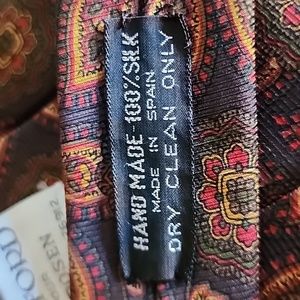 HAND MADE-100% SILK
MADE IN SPAIN
DRY CLEAN ONLY